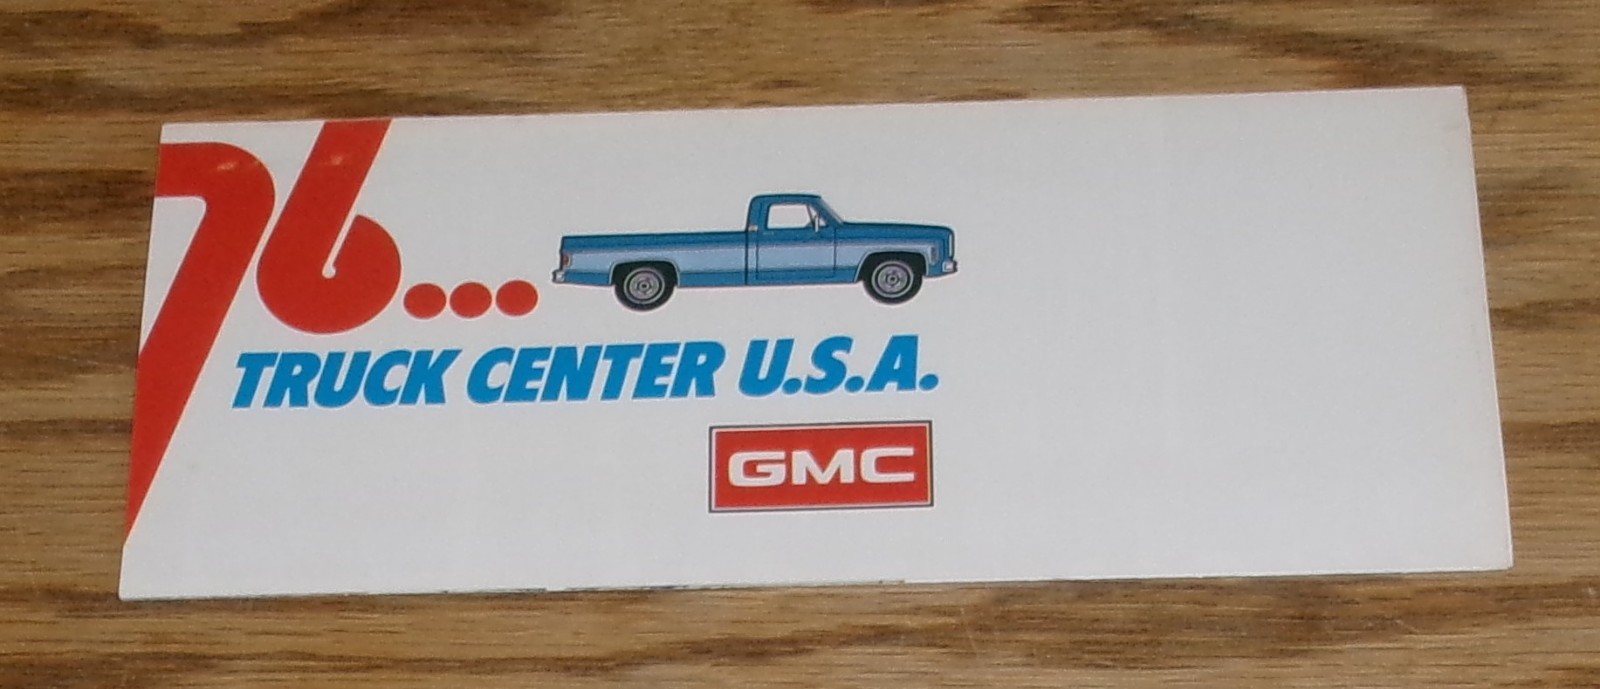 76...
TRUCK CENTER U.S.A.
GMC